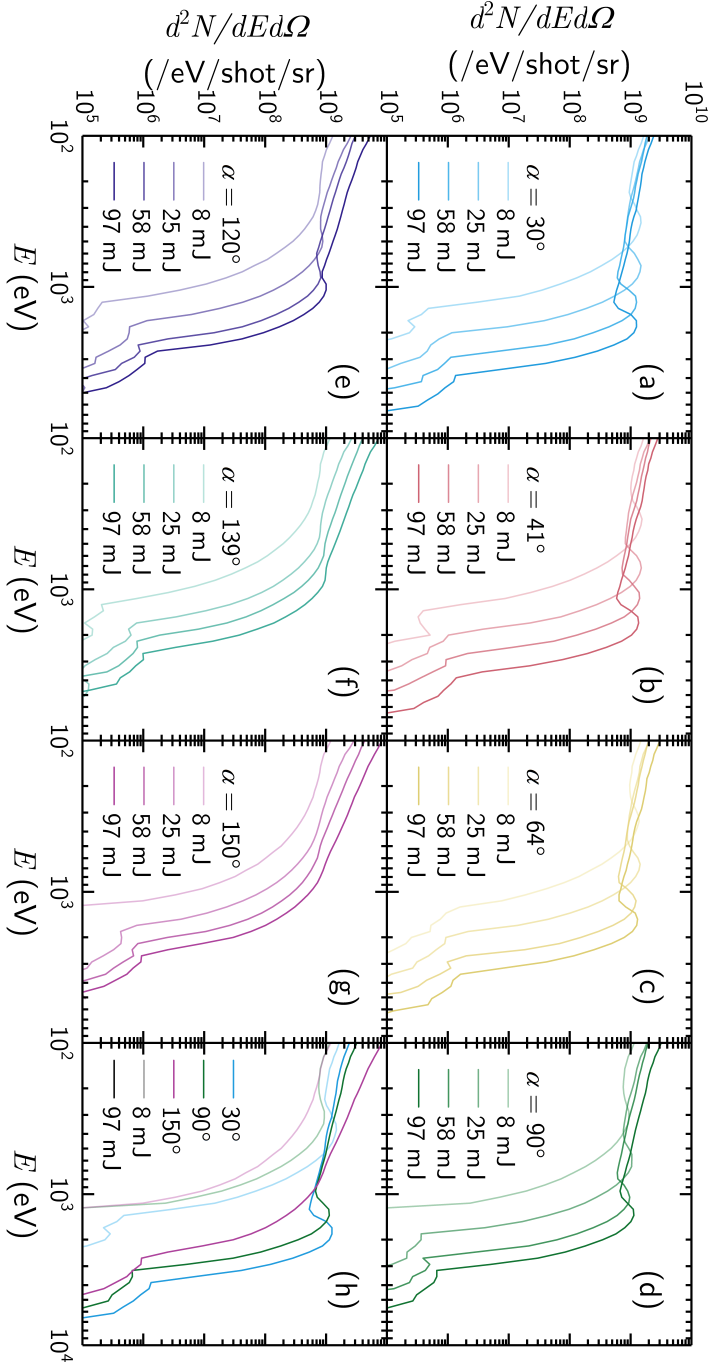 d²N/dEdΩ
(/eV/shot/sr)
10¹⁰
10⁹
10⁸
10⁷
10⁶
10⁵
α = 30°
8 mJ
25 mJ
58 mJ
97 mJ
(a)
α = 41°
8 mJ
25 mJ
58 mJ
97 mJ
(b)
α = 64°
8 mJ
25 mJ
58 mJ
97 mJ
(c)
α = 90°
8 mJ
25 mJ
58 mJ
97 mJ
(d)
d²N/dEdΩ
(/eV/shot/sr)
10⁹
10⁸
10⁷
10⁶
10⁵
α = 120°
8 mJ
25 mJ
58 mJ
97 mJ
(e)
α = 139°
8 mJ
25 mJ
58 mJ
97 mJ
(f)
α = 150°
8 mJ
25 mJ
58 mJ
97 mJ
(g)
30°
90°
150°
8 mJ
97 mJ
(h)
10² 10³ 10² 10³ 10² 10³ 10² 10³ 10⁴
E (eV) E (eV) E (eV) E (eV)